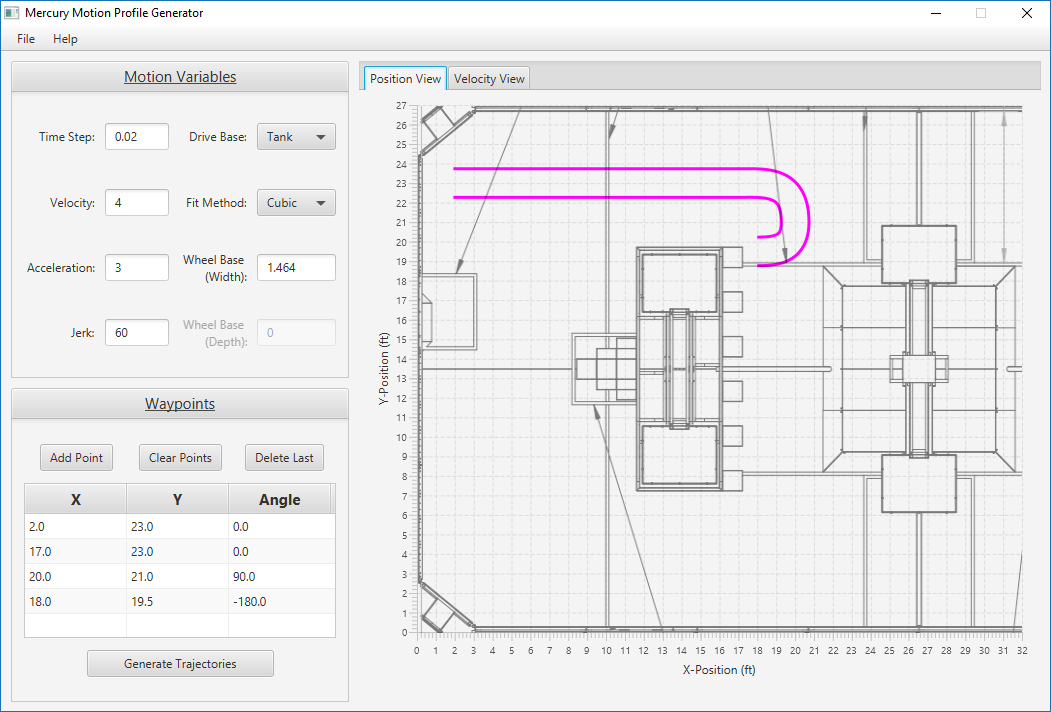 Mercury Motion Profile Generator
File Help
Motion Variables
Time Step: 0.02 Drive Base: Tank
Velocity: 4 Fit Method: Cubic
Acceleration: 3 Wheel Base
(Width): 1.464
Jerk: 60 Wheel Base
(Depth): 0
Waypoints
Add Point Clear Points Delete Last
X Y Angle
2.0 23.0 0.0
17.0 23.0 0.0
20.0 21.0 90.0
18.0 19.5 -180.0
Generate Trajectories
Position View Velocity View
27
26
25
24
23
22
21
20
19
18
17
16
15
14
13
12
11
10
9
8
7
6
5
4
3
2
1
0
Y-Position (ft)
0 1 2 3 4 5 6 7 8 9 10 11 12 13 14 15 16 17 18 19 20 21 22 23 24 25 26 27 28 29 30 31 32
X-Position (ft)